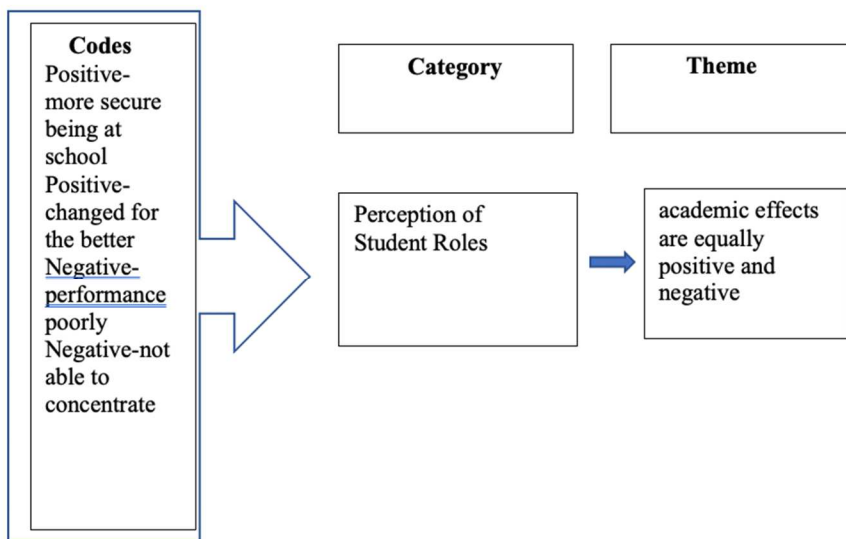 Codes
Positive-
more secure
being at
school
Positive-
changed for
the better
Negative-
performance
poorly
Negative-not
able to
concentrate
Category
Perception of
Student Roles
Theme
academic effects
are equally
positive and
negative